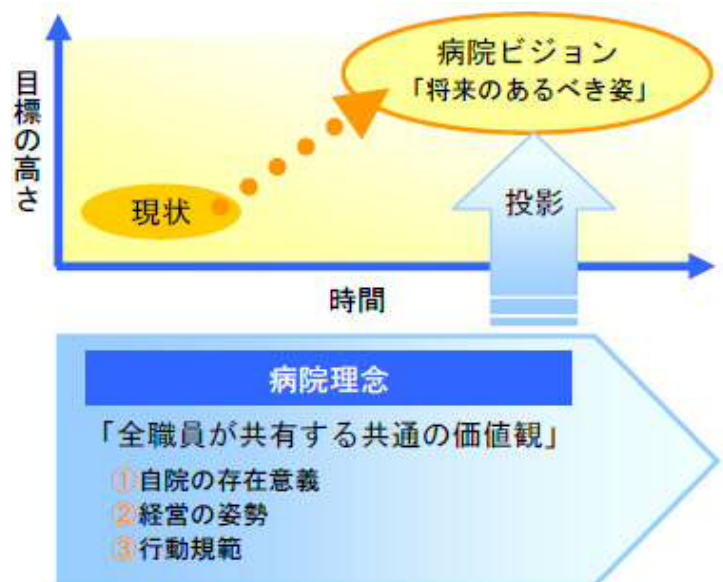 病院ビジョン
「将来のあるべき姿」
目標の高さ
現状
投影
時間
病院理念
「全職員が共有する共通の価値観」
①自院の存在意義
②経営の姿勢
③行動規範